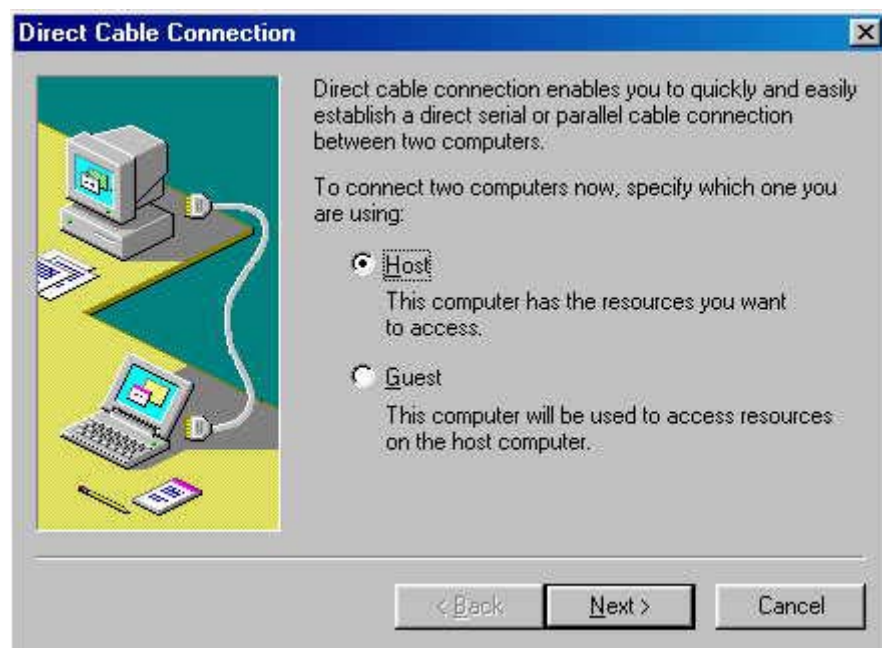 Direct Cable Connection
Direct cable connection enables you to quickly and easily
establish a direct serial or parallel cable connection
between two computers.
To connect two computers now, specify which one you
are using:
Host
This computer has the resources you want
to access.
Guest
This computer will be used to access resources
on the host computer.
< Back
Next >
Cancel